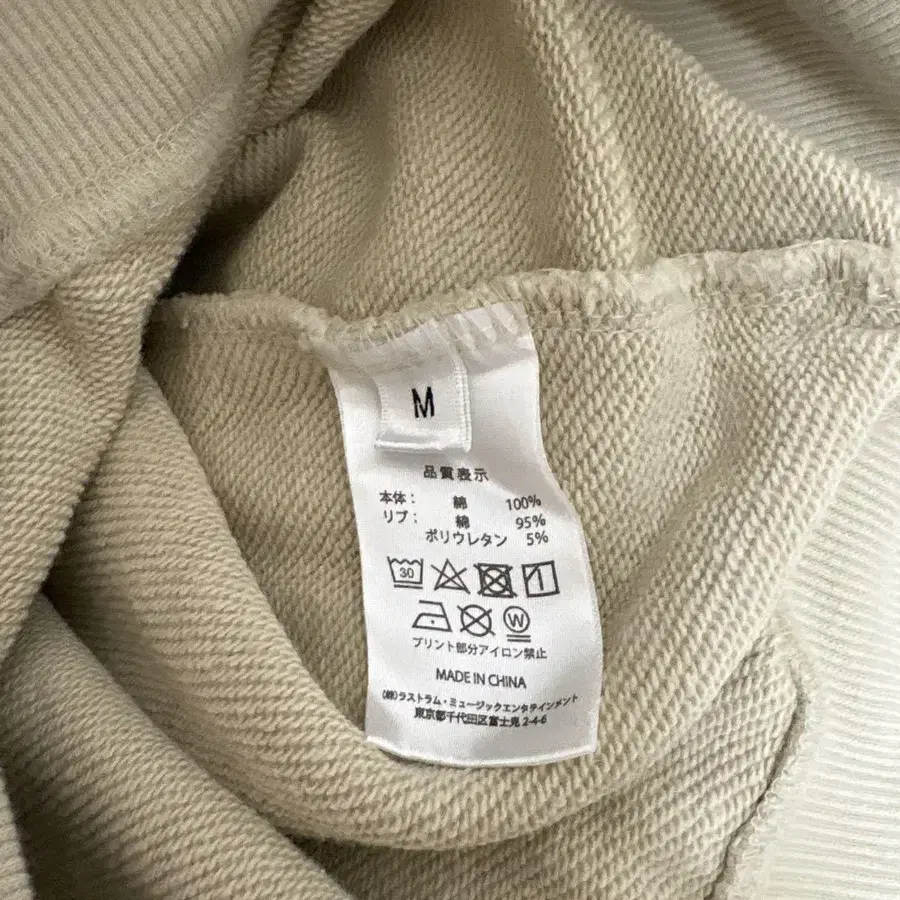 M
品質表示
本体： 綿 100%
リブ： 綿 95%
ポリウレタン 5%
30
W
プリント部分アイロン禁止
MADE IN CHINA
(株)ラストラム・ミュージックエンタテインメント
東京都千代田区富士見2-4-6